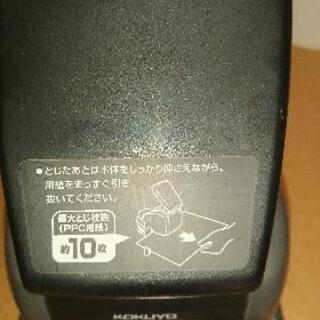 ●とじたあとは本体をしっかり押さえながら、
用紙をまっすぐ引き
抜いてください。
最大とじ枚数
(PPC用紙)
約10枚
KOKUYO